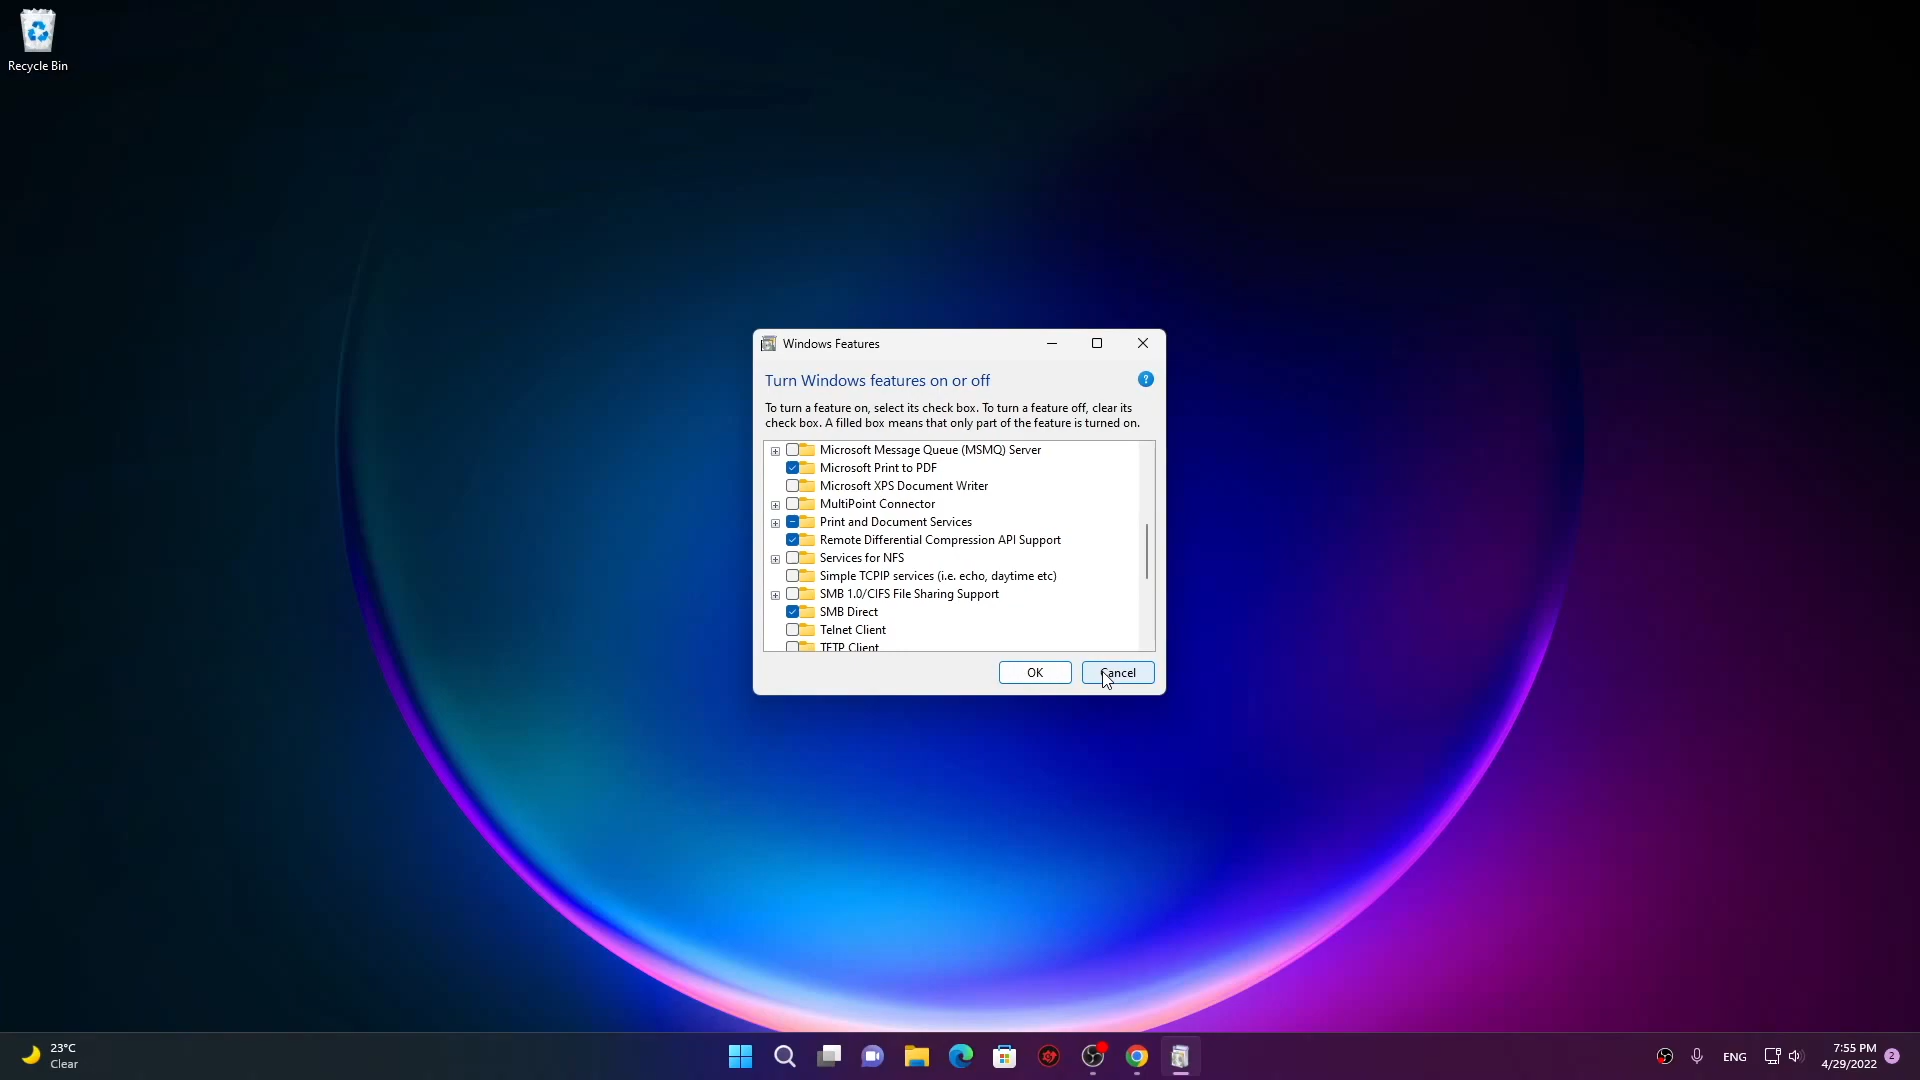 Recycle Bin
Windows Features
Turn Windows features on or off
To turn a feature on, select its check box. To turn a feature off, clear its
check box. A filled box means that only part of the feature is turned on.
Microsoft Message Queue (MSMQ) Server
Microsoft Print to PDF
Microsoft XPS Document Writer
MultiPoint Connector
Print and Document Services
Remote Differential Compression API Support
Services for NFS
Simple TCPIP services (i.e. echo, daytime etc)
SMB 1.0/CIFS File Sharing Support
SMB Direct
Telnet Client
TFTP Client
OK
Cancel
23°C
Clear
ENG
7:55 PM
4/29/2022
2